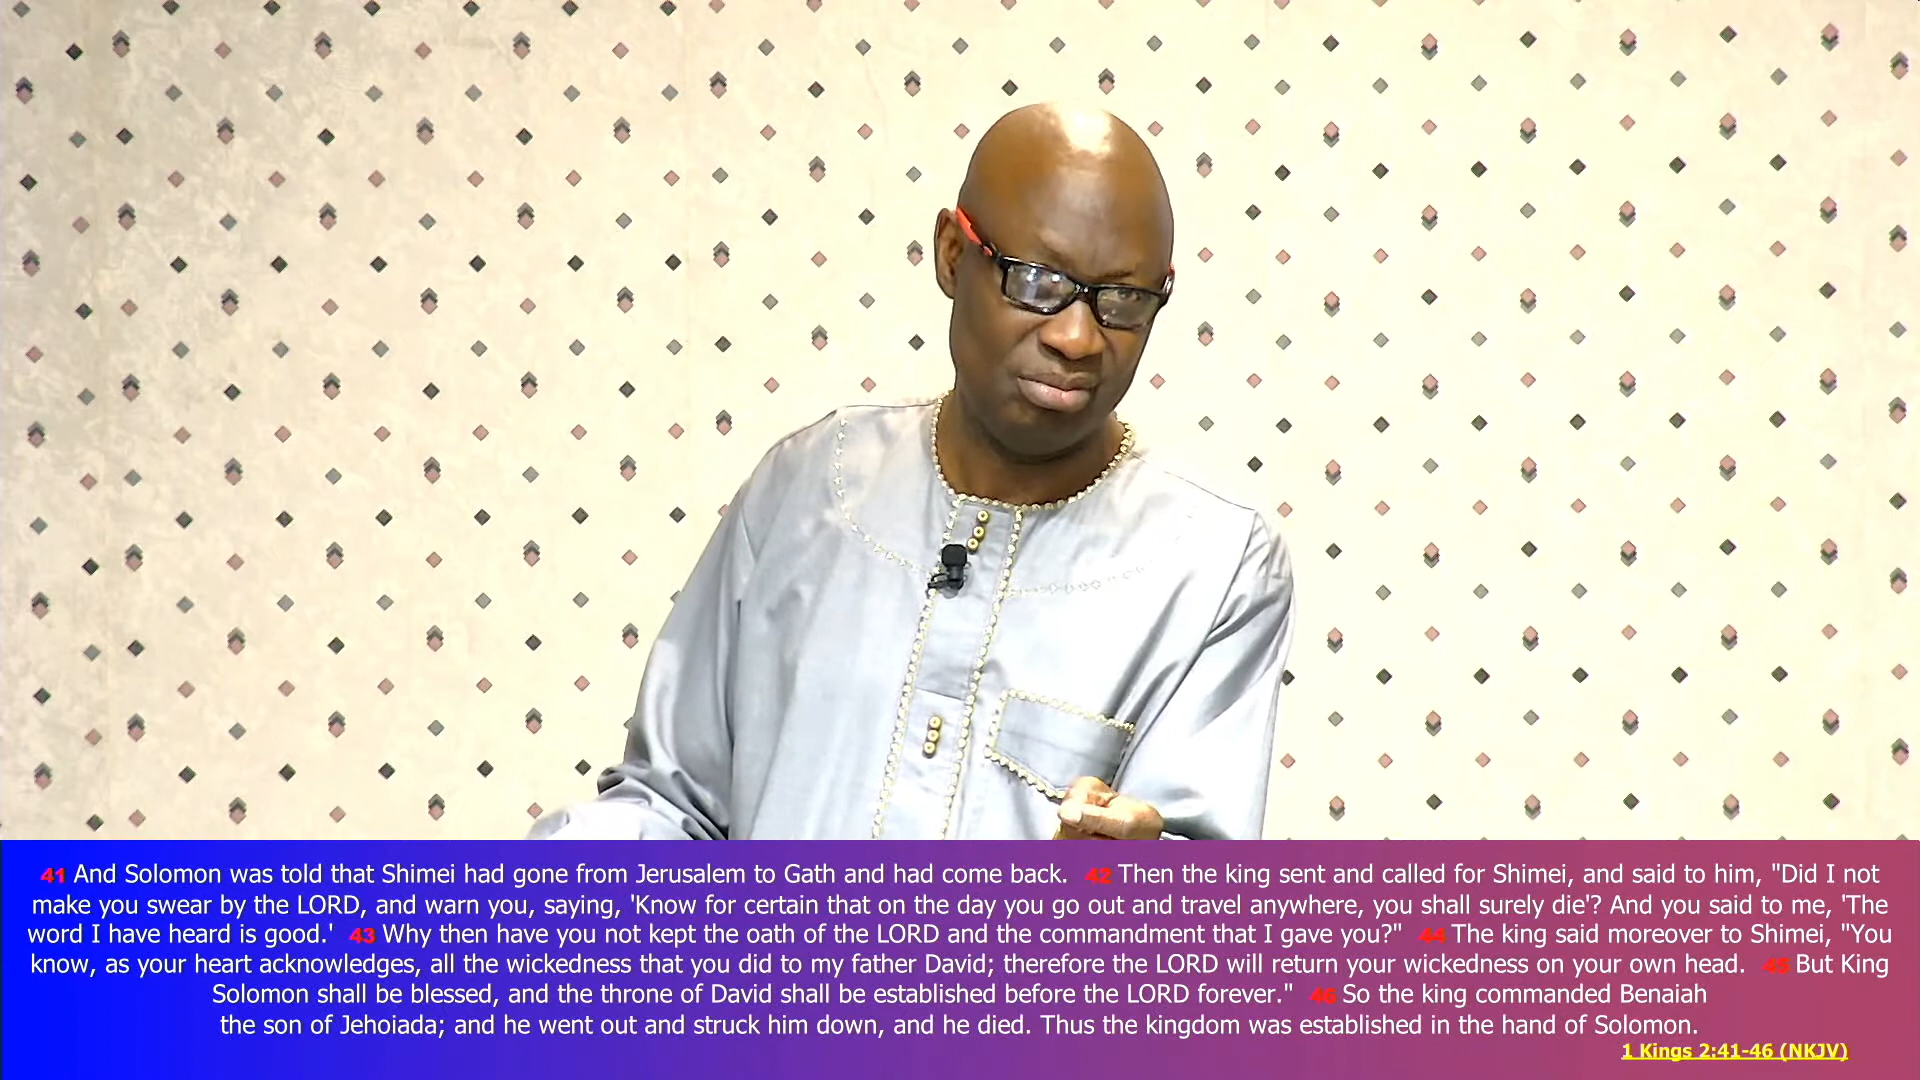 41 And Solomon was told that Shimei had gone from Jerusalem to Gath and had come back. 42 Then the king sent and called for Shimei, and said to him, "Did I not
make you swear by the LORD, and warn you, saying, 'Know for certain that on the day you go out and travel anywhere, you shall surely die'? And you said to me, 'The
word I have heard is good.' 43 Why then have you not kept the oath of the LORD and the commandment that I gave you?" 44 The king said moreover to Shimei, "You
know, as your heart acknowledges, all the wickedness that you did to my father David; therefore the LORD will return your wickedness on your own head. 45 But King
Solomon shall be blessed, and the throne of David shall be established before the LORD forever." 46 So the king commanded Benaiah
the son of Jehoiada; and he went out and struck him down, and he died. Thus the kingdom was established in the hand of Solomon.
1 Kings 2:41-46 (NKJV)